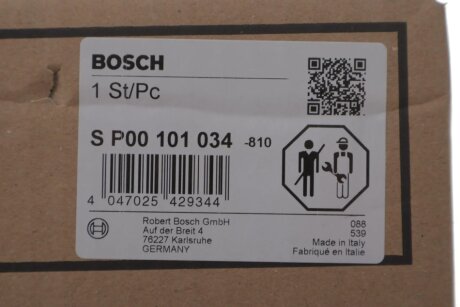 BOSCH
1 St/Pc
S P00 101 034 -810
4 047025 429344
Robert Bosch GmbH
Auf der Breit 4
76227 Karlsruhe
GERMANY
088
539
Made in Italy
Fabriqué en Italie